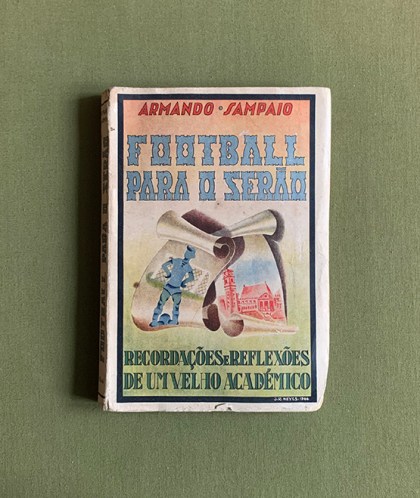 ARMANDO • SAMPAIO
FOOTBALL
PARA O SERÃO
RECORDAÇÕES E REFLEXÕES
DE UM VELHO ACADÉMICO